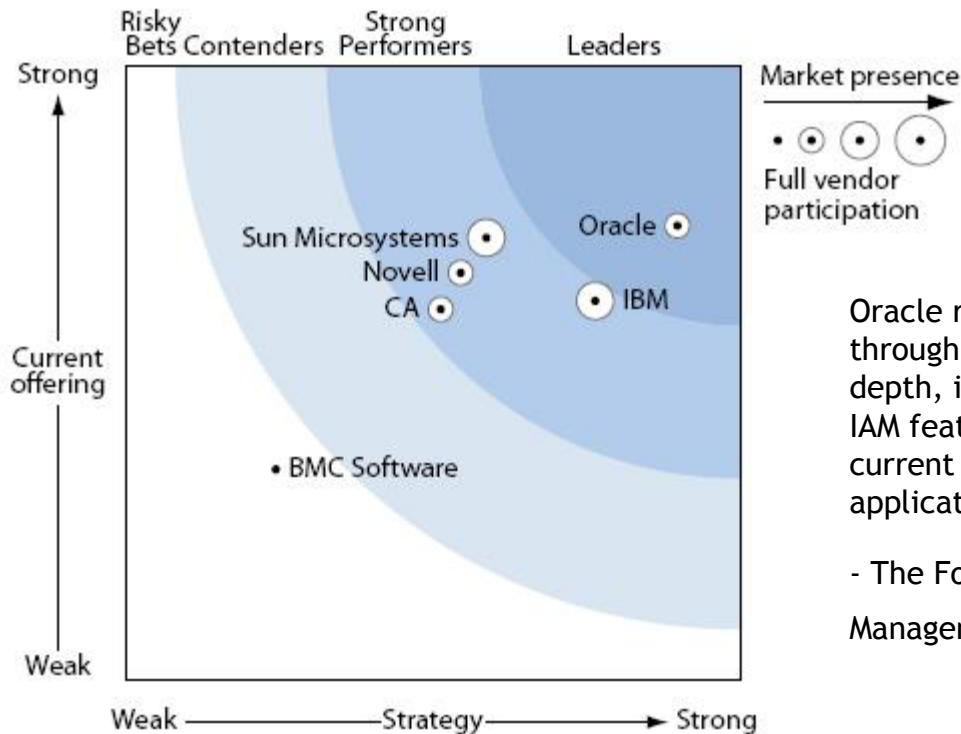 Risky
Bets
Contenders
Strong
Performers
Leaders
Strong
Market presence
Full vendor
participation
Sun Microsystems
Oracle
Novell
CA
IBM
Current
offering
BMC Software
Weak
Weak
Strategy
Strong
Oracle
through
depth, i
IAM feat
current
applicat
- The Fo
Manager